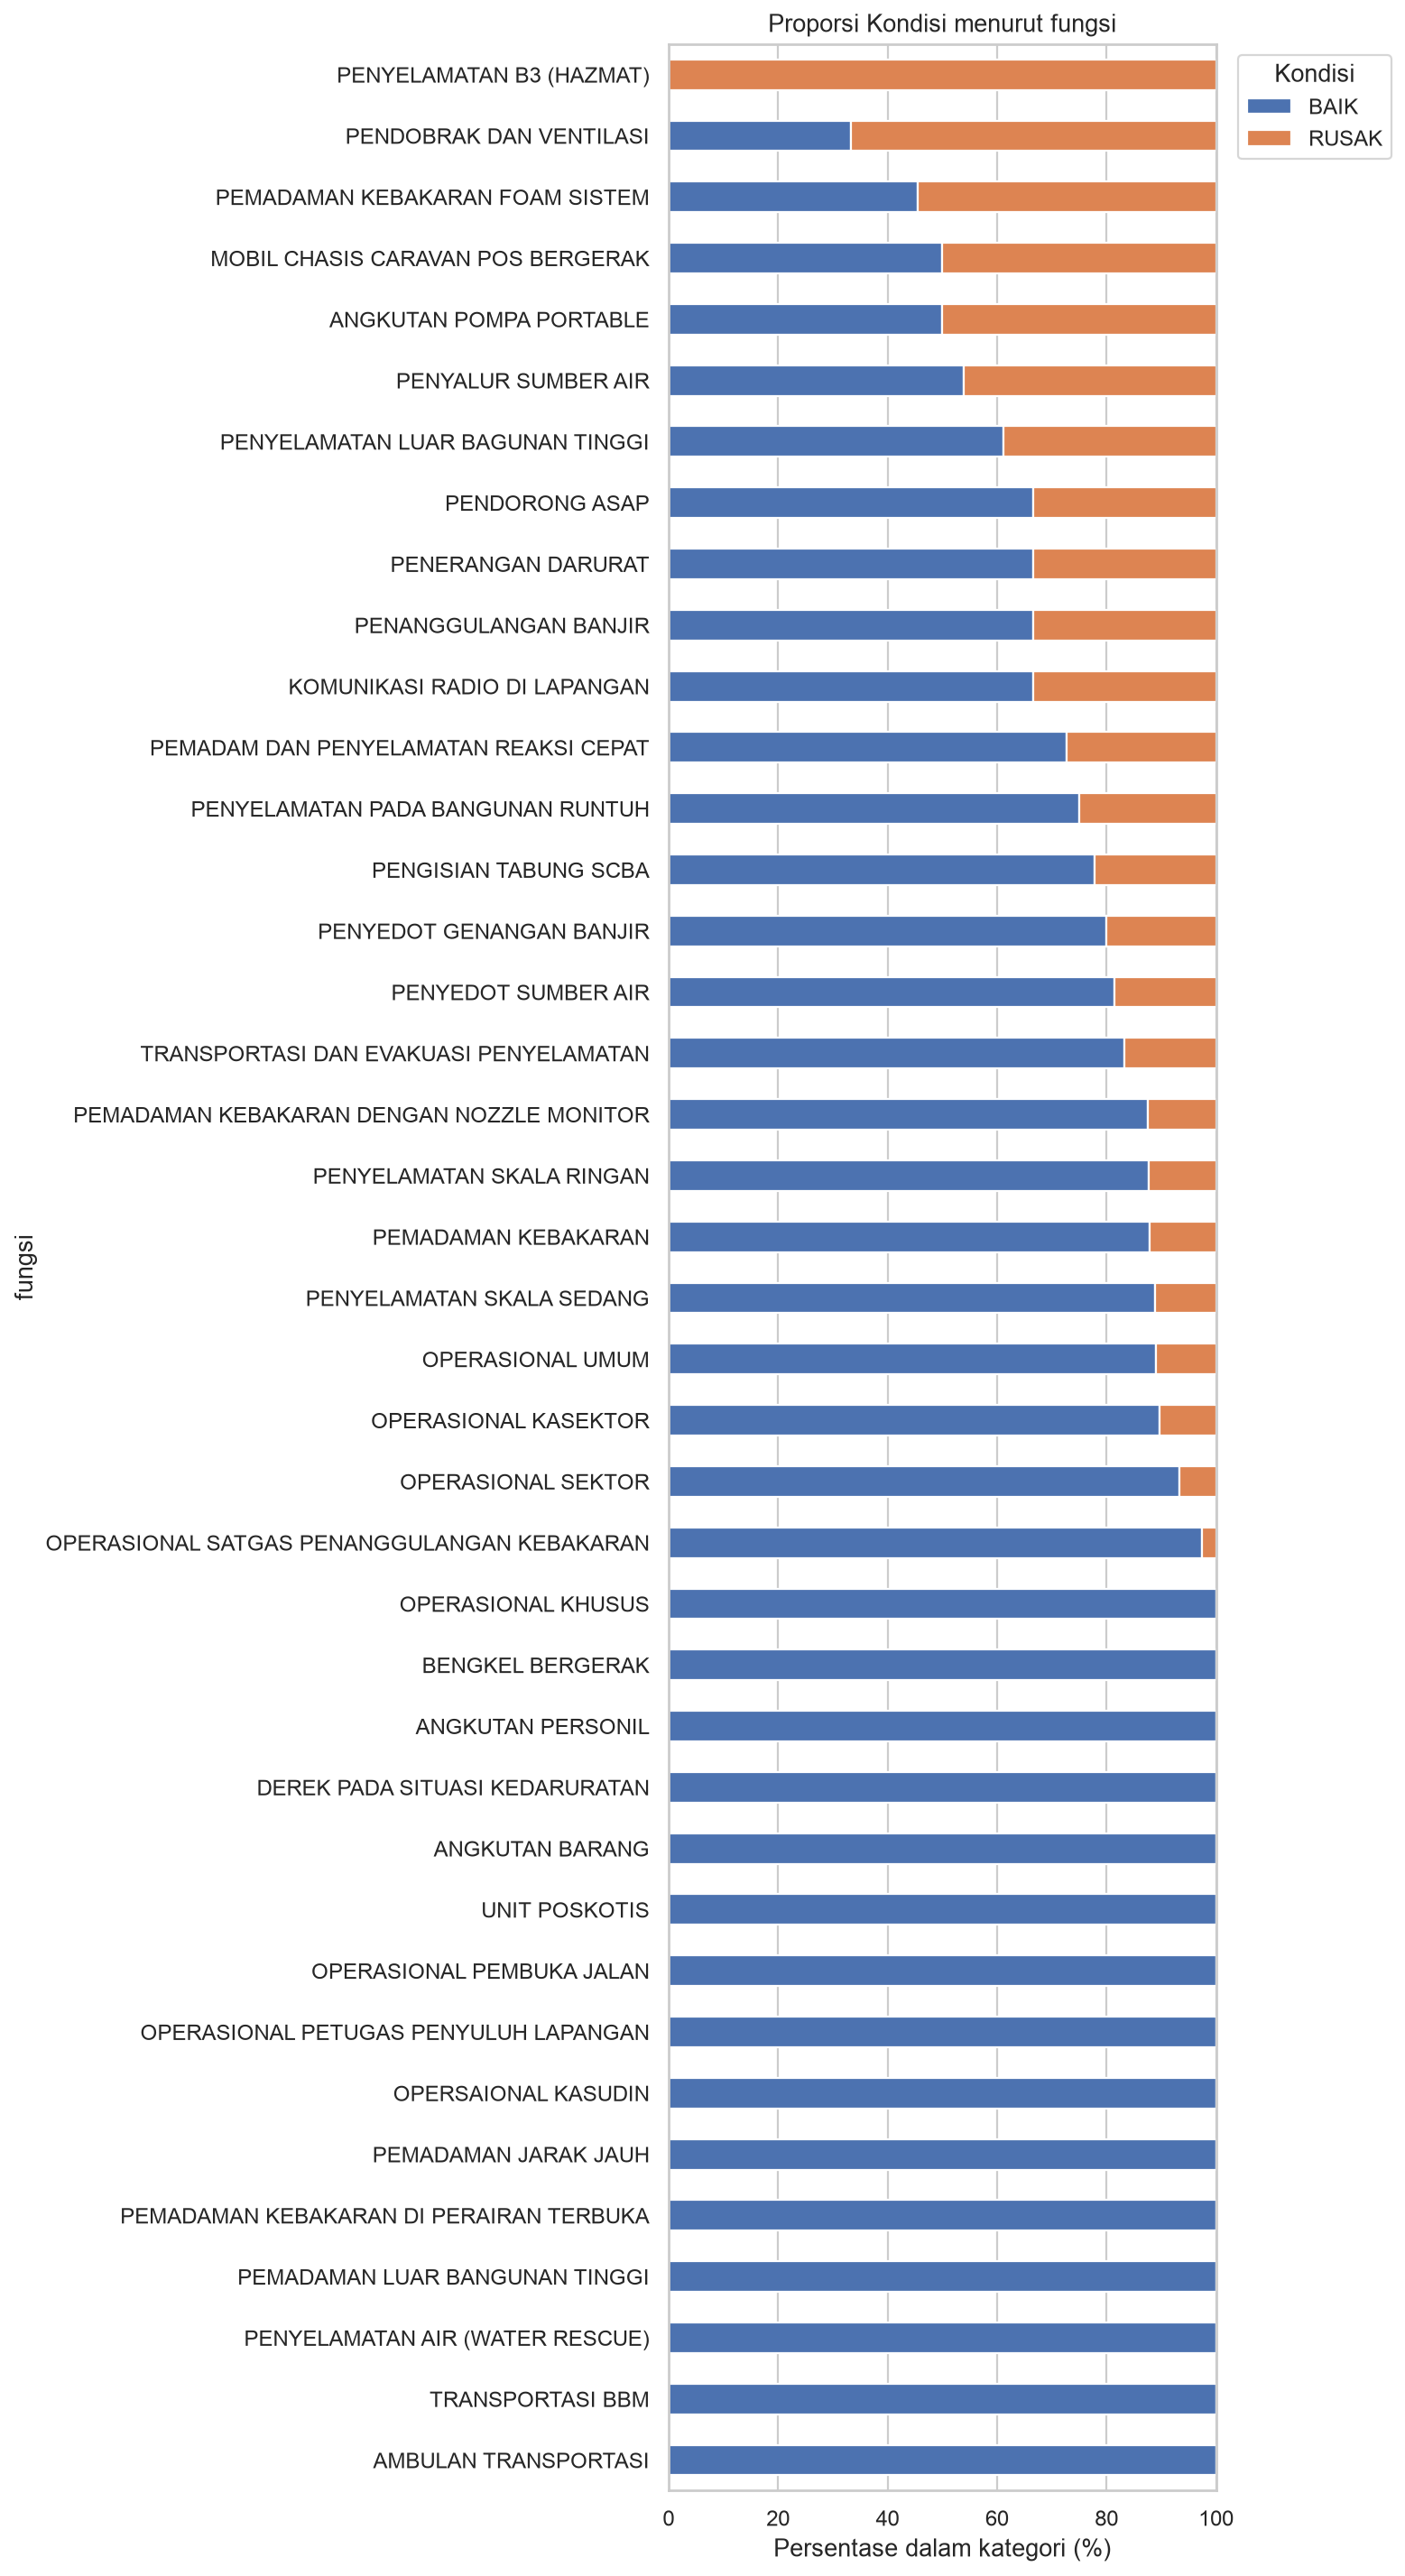 Proporsi Kondisi menurut fungsi
Kondisi
BAIK
RUSAK
PENYELAMATAN B3 (HAZMAT)
PENDOBRAK DAN VENTILASI
PEMADAMAN KEBAKARAN FOAM SISTEM
MOBIL CHASIS CARAVAN POS BERGERAK
ANGKUTAN POMPA PORTABLE
PENYALUR SUMBER AIR
PENYELAMATAN LUAR BAGUNAN TINGGI
PENDORONG ASAP
PENERANGAN DARURAT
PENANGGULANGAN BANJIR
KOMUNIKASI RADIO DI LAPANGAN
PEMADAM DAN PENYELAMATAN REAKSI CEPAT
PENYELAMATAN PADA BANGUNAN RUNTUH
PENGISIAN TABUNG SCBA
PENYEDOT GENANGAN BANJIR
PENYEDOT SUMBER AIR
TRANSPORTASI DAN EVAKUASI PENYELAMATAN
PEMADAMAN KEBAKARAN DENGAN NOZZLE MONITOR
PENYELAMATAN SKALA RINGAN
PEMADAMAN KEBAKARAN
PENYELAMATAN SKALA SEDANG
OPERASIONAL UMUM
OPERASIONAL KASEKTOR
OPERASIONAL SEKTOR
OPERASIONAL SATGAS PENANGGULANGAN KEBAKARAN
OPERASIONAL KHUSUS
BENGKEL BERGERAK
ANGKUTAN PERSONIL
DEREK PADA SITUASI KEDARURATAN
ANGKUTAN BARANG
UNIT POSKOTIS
OPERASIONAL PEMBUKA JALAN
OPERASIONAL PETUGAS PENYULUH LAPANGAN
OPERSAIONAL KASUDIN
PEMADAMAN JARAK JAUH
PEMADAMAN KEBAKARAN DI PERAIRAN TERBUKA
PEMADAMAN LUAR BANGUNAN TINGGI
PENYELAMATAN AIR (WATER RESCUE)
TRANSPORTASI BBM
AMBULAN TRANSPORTASI
fungsi
0 20 40 60 80 100
Persentase dalam kategori (%)